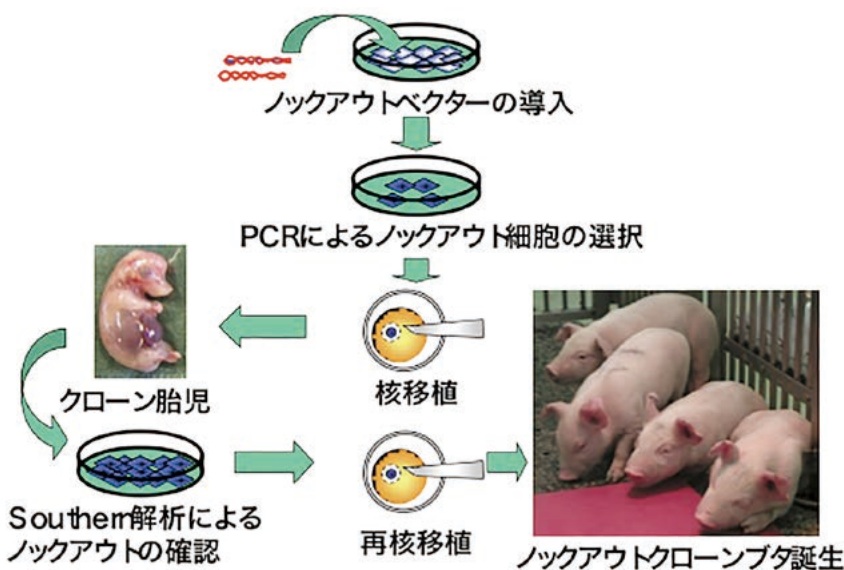 ノックアウトベクターの導入
PCRによるノックアウト細胞の選択
核移植
クローン胎児
Southern解析による
ノックアウトの確認
再核移植
ノックアウトクローンブタ誕生